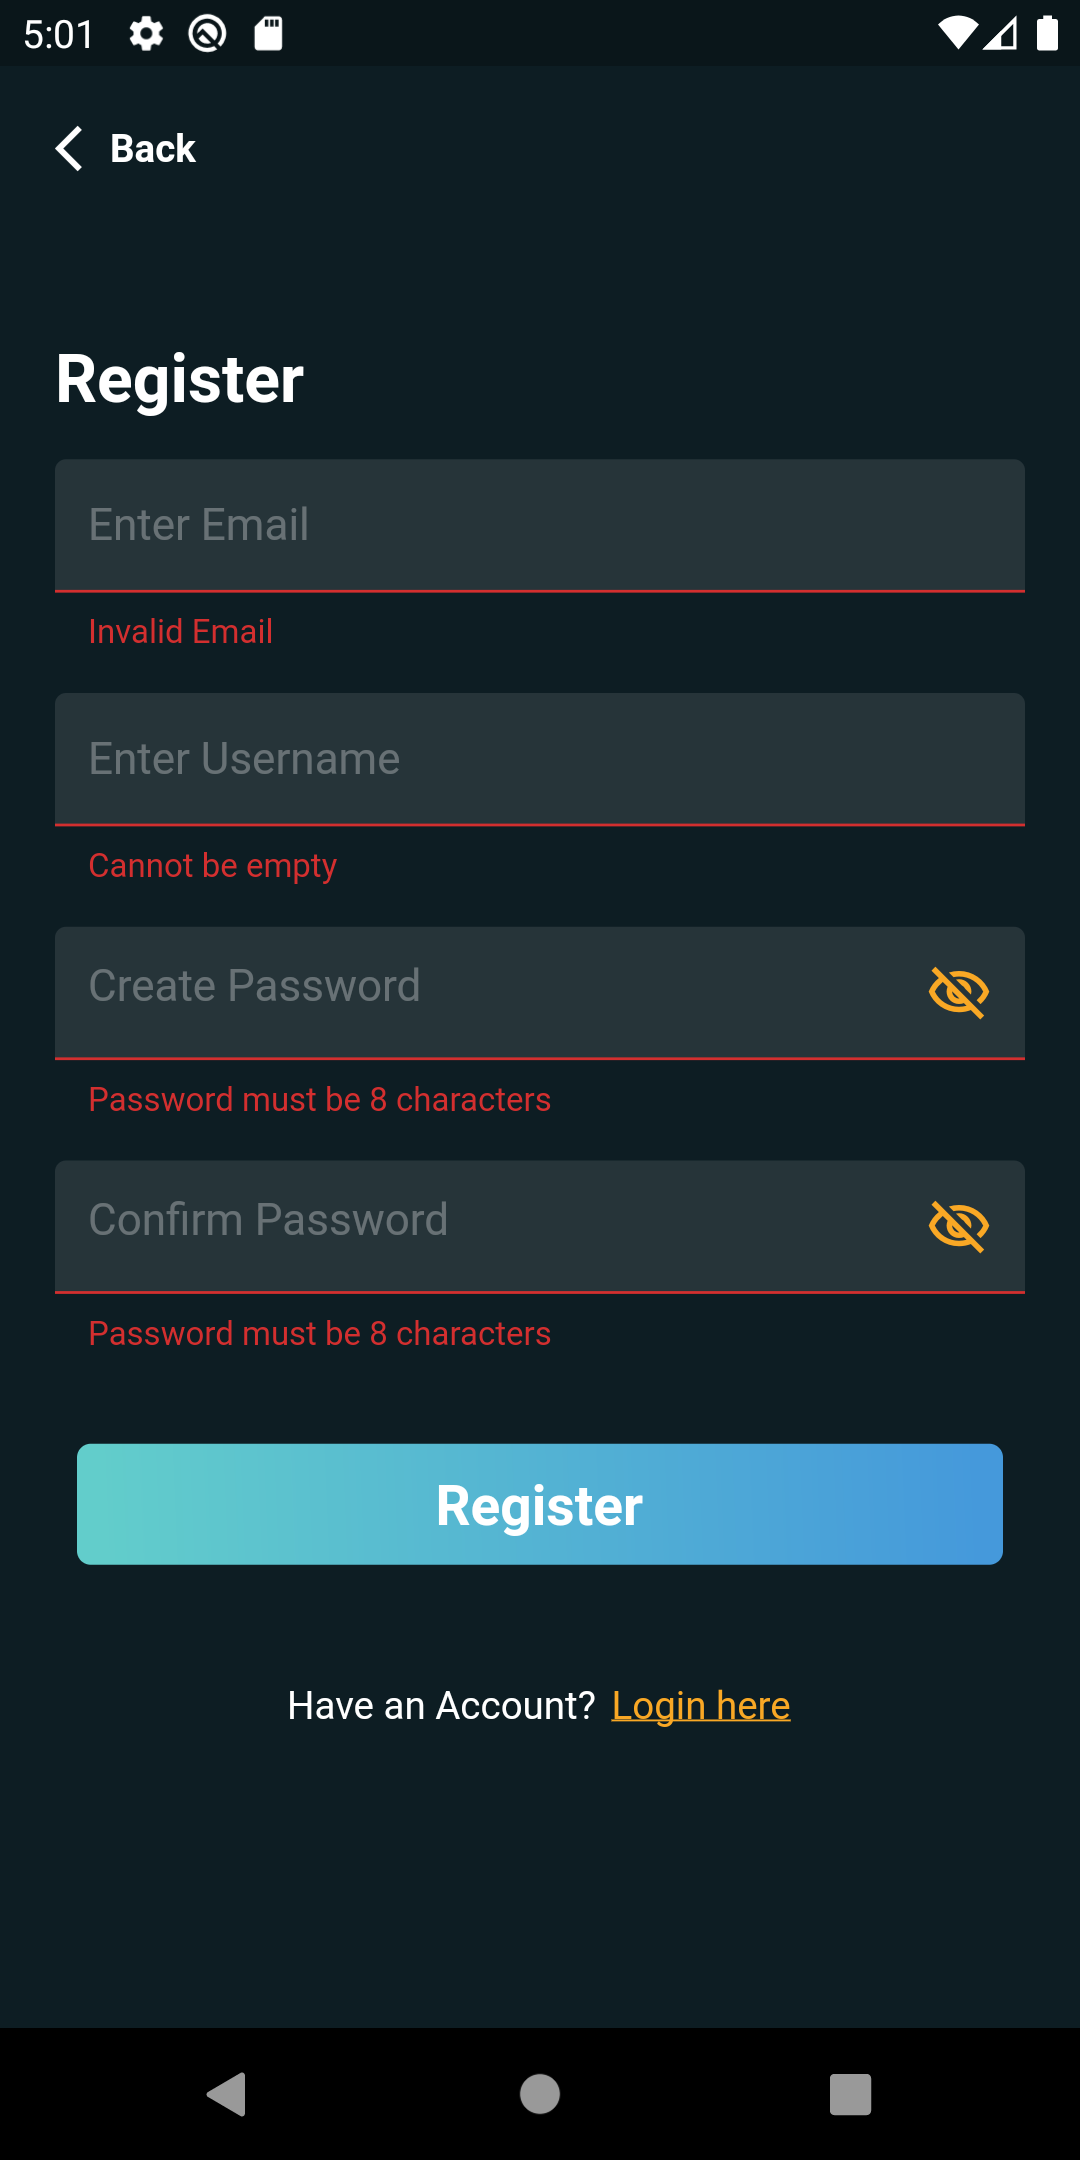 5:01
Back
Register
Enter Email
Invalid Email
Enter Username
Cannot be empty
Create Password
Password must be 8 characters
Confirm Password
Password must be 8 characters
Register
Have an Account? Login here